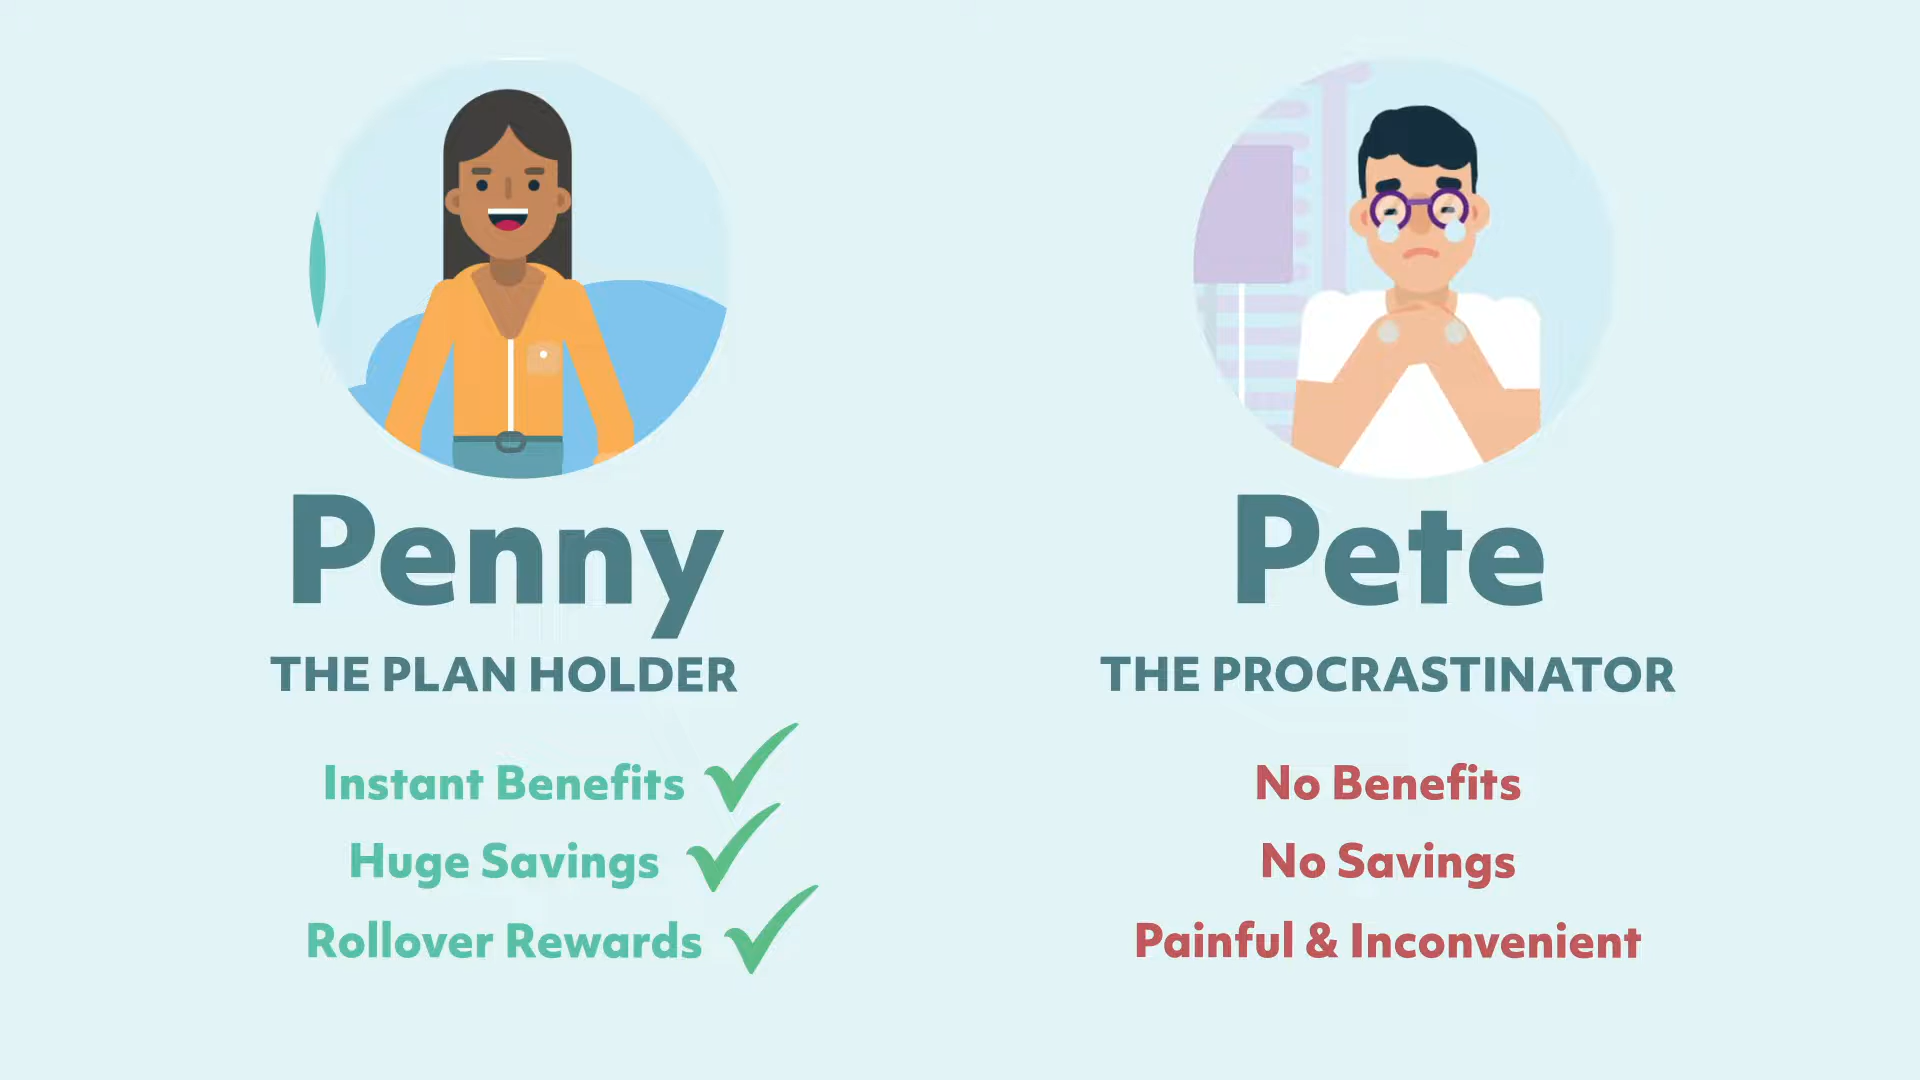 Penny
THE PLAN HOLDER
Instant Benefits
Huge Savings
Rollover Rewards
Pete
THE PROCRASTINATOR
No Benefits
No Savings
Painful & Inconvenient